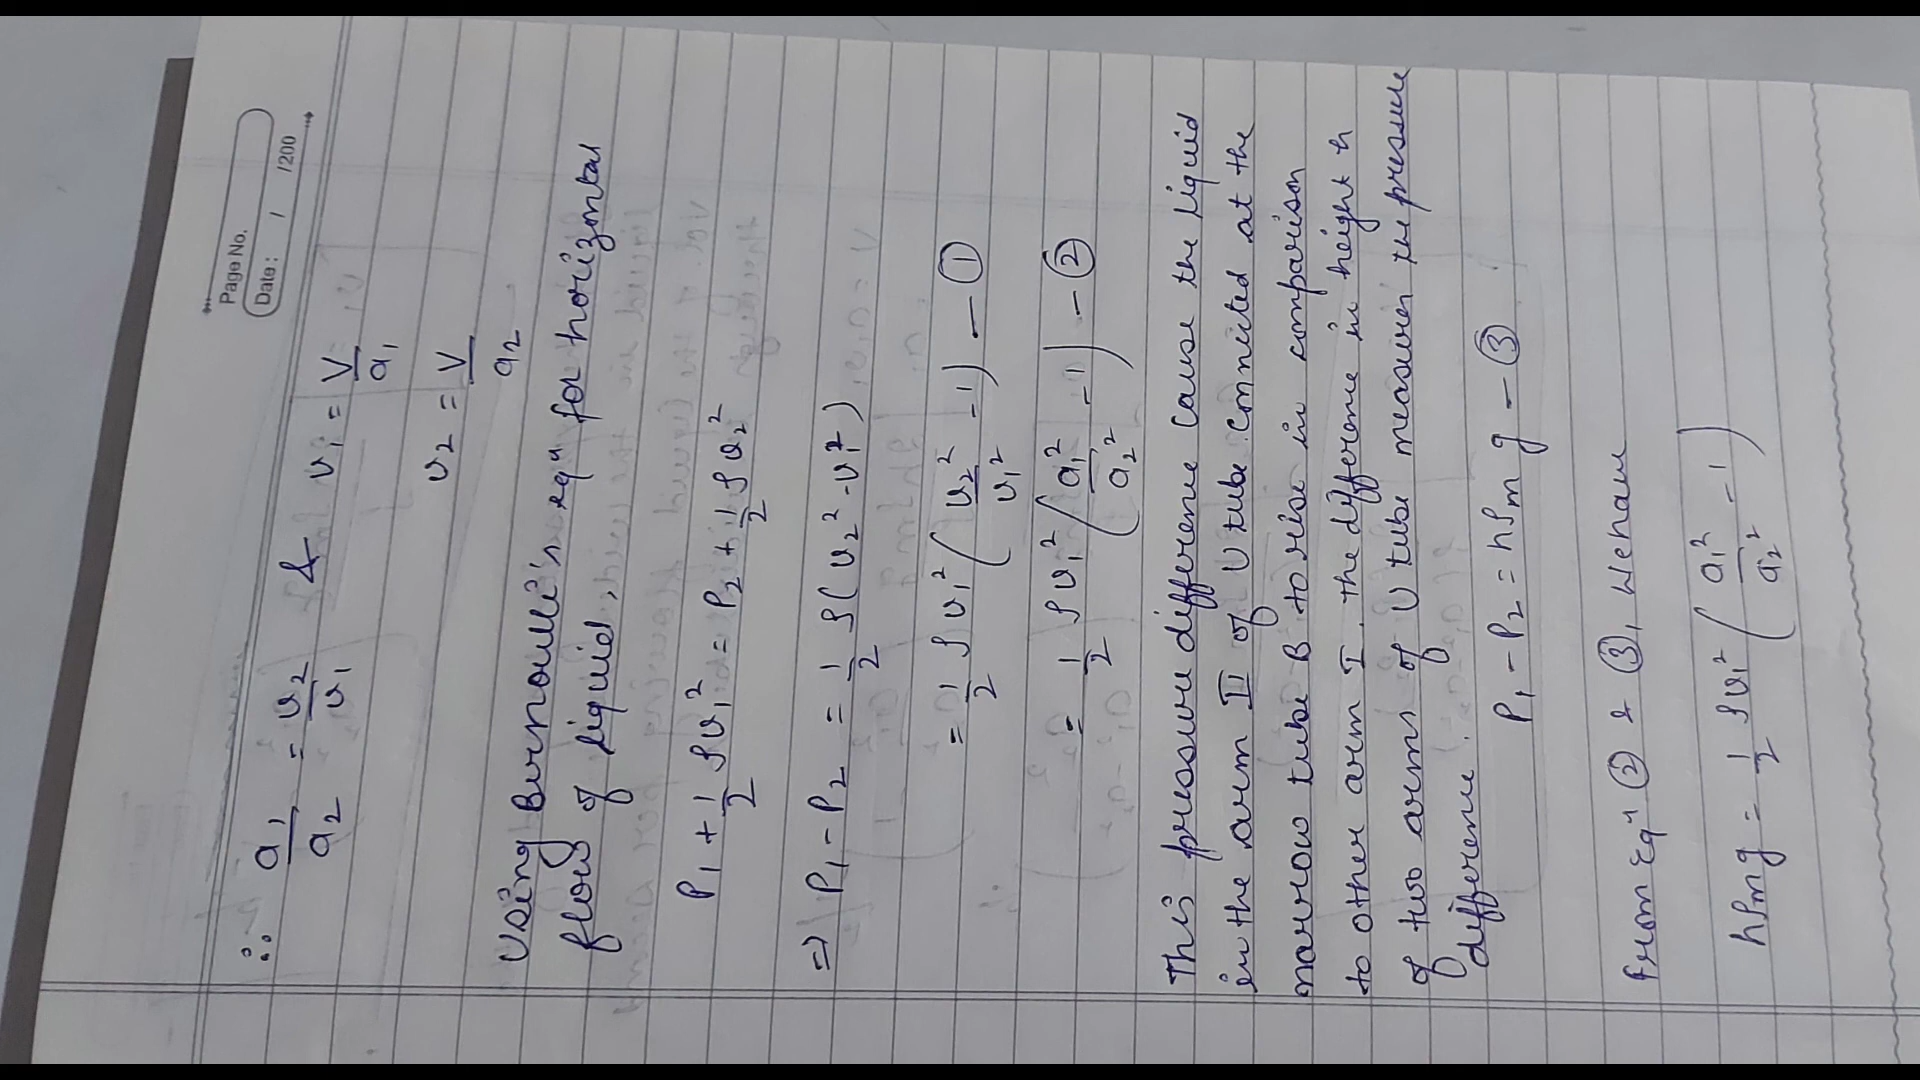 Page No.
Date : / /200
∴ a₁/a₂ = v₂/v₁ & v₁ = V/a₁
v₂ = V/a₂
Using Bernoulli's eqⁿ for horizontal
flow of liquid,
P₁ + 1/2 ρv₁² = P₂ + 1/2 ρv₂²
⇒ P₁ - P₂ = 1/2 ρ(v₂² - v₁²)
= 1/2 ρv₁² (v₂²/v₁² - 1) — ①
= 1/2 ρv₁² (a₁²/a₂² - 1) — ②
This pressure difference cause the liquid
in the arm II of U tube connited at the
narrow tube B to rise in comparison
to other arm I. the difference in height h
of two arms of U tube measures the pressure
difference.
P₁ - P₂ = hρm g — ③
from Eqⁿ ② & ③, we have
hρm g = 1/2 ρv₁² (a₁²/a₂² - 1)